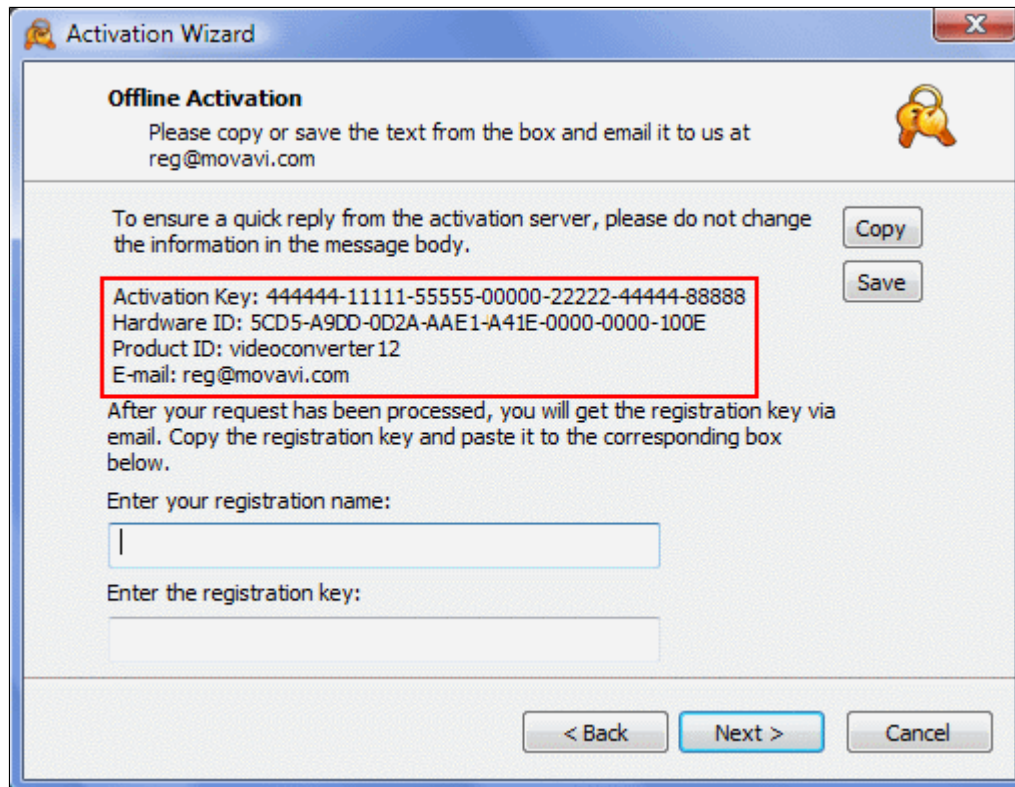 Activation Wizard
Offline Activation
Please copy or save the text from the box and email it to us at
reg@movavi.com
To ensure a quick reply from the activation server, please do not change
the information in the message body.
Copy
Save
Activation Key: 444444-11111-55555-00000-22222-44444-88888
Hardware ID: 5CD5-A9DD-0D2A-AAE1-A41E-0000-0000-100E
Product ID: videoconverter12
E-mail: reg@movavi.com
After your request has been processed, you will get the registration key via
email. Copy the registration key and paste it to the corresponding box
below.
Enter your registration name:
Enter the registration key:
< Back
Next >
Cancel